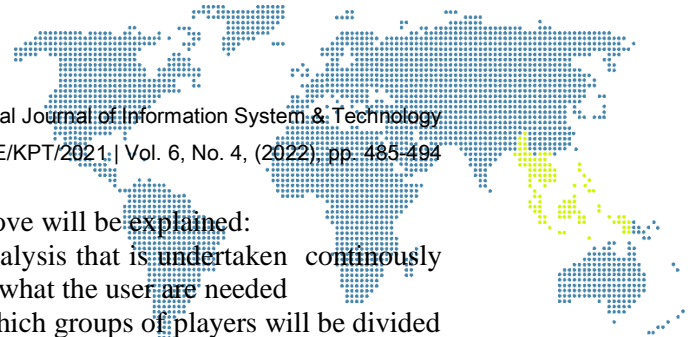 al Journal of Information System & Technology
E/KPT/2021 | Vol. 6, No. 4, (2022), pp. 485-494
ove will be explained:
alysis that is undertaken continously
what the user are needed
hich groups of players will be divided